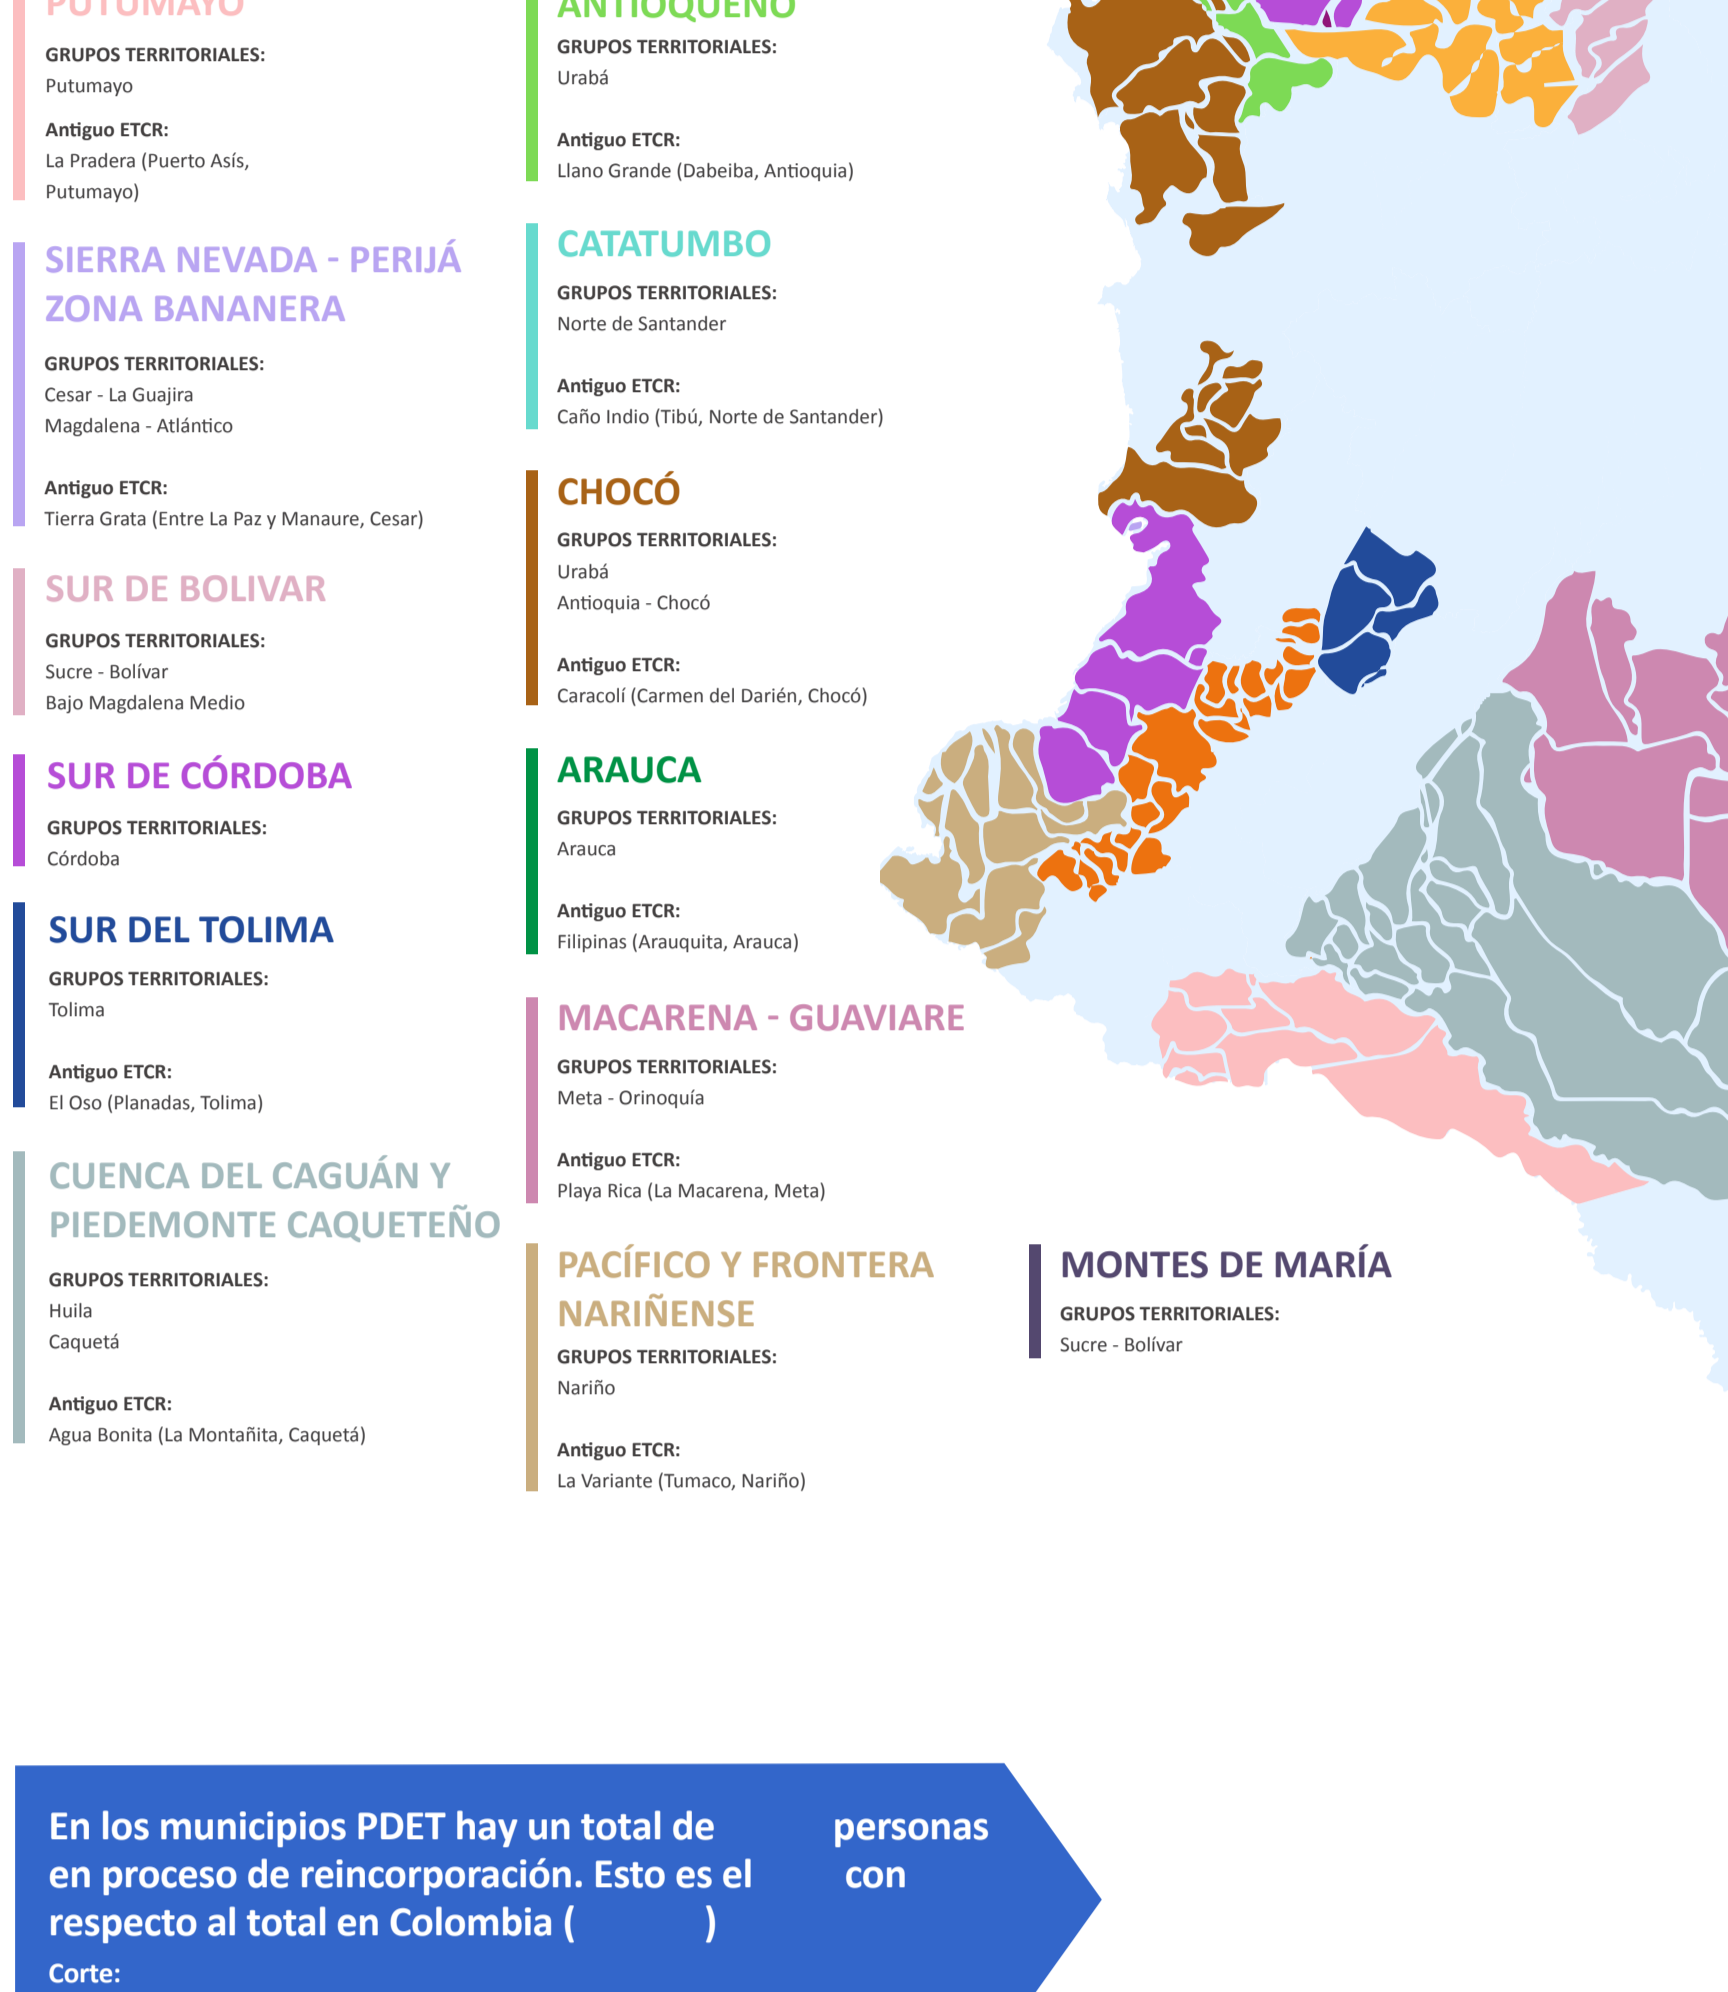 PUTUMAYO
GRUPOS TERRITORIALES:
Putumayo
Antiguo ETCR:
La Pradera (Puerto Asís,
Putumayo)
SIERRA NEVADA - PERIJÁ
ZONA BANANERA
GRUPOS TERRITORIALES:
Cesar - La Guajira
Magdalena - Atlántico
Antiguo ETCR:
Tierra Grata (Entre La Paz y Manaure, Cesar)
SUR DE BOLIVAR
GRUPOS TERRITORIALES:
Sucre - Bolívar
Bajo Magdalena Medio
SUR DE CÓRDOBA
GRUPOS TERRITORIALES:
Córdoba
SUR DEL TOLIMA
GRUPOS TERRITORIALES:
Tolima
Antiguo ETCR:
El Oso (Planadas, Tolima)
CUENCA DEL CAGUÁN Y
PIEDEMONTE CAQUETEÑO
GRUPOS TERRITORIALES:
Huila
Caquetá
Antiguo ETCR:
Agua Bonita (La Montañita, Caquetá)
ANTIOQUEÑO
GRUPOS TERRITORIALES:
Urabá
Antiguo ETCR:
Llano Grande (Dabeiba, Antioquia)
CATATUMBO
GRUPOS TERRITORIALES:
Norte de Santander
Antiguo ETCR:
Caño Indio (Tibú, Norte de Santander)
CHOCÓ
GRUPOS TERRITORIALES:
Urabá
Antioquia - Chocó
Antiguo ETCR:
Caracolí (Carmen del Darién, Chocó)
ARAUCA
GRUPOS TERRITORIALES:
Arauca
Antiguo ETCR:
Filipinas (Arauquita, Arauca)
MACARENA - GUAVIARE
GRUPOS TERRITORIALES:
Meta - Orinoquía
Antiguo ETCR:
Playa Rica (La Macarena, Meta)
PACÍFICO Y FRONTERA
NARIÑENSE
GRUPOS TERRITORIALES:
Nariño
Antiguo ETCR:
La Variante (Tumaco, Nariño)
MONTES DE MARÍA
GRUPOS TERRITORIALES:
Sucre - Bolívar
En los municipios PDET hay un total de personas
en proceso de reincorporación. Esto es el con
respecto al total en Colombia ( )
Corte: